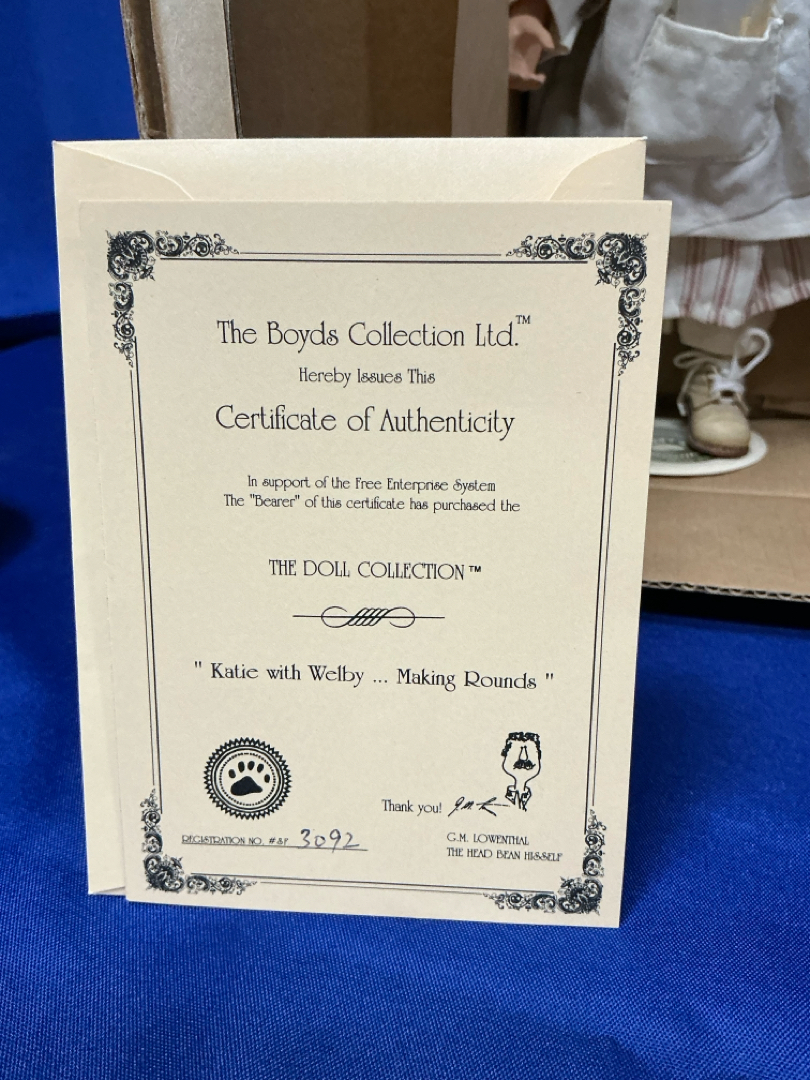 The Boyds Collection Ltd.™
Hereby Issues This
Certificate of Authenticity
In support of the Free Enterprise System
The "Bearer" of this certificate has purchased the
THE DOLL COLLECTION™
" Katie with Welby ... Making Rounds "
Thank you!
REGISTRATION NO. # 3092
G.M. LOWENTHAL
THE HEAD BEAN HISSELF